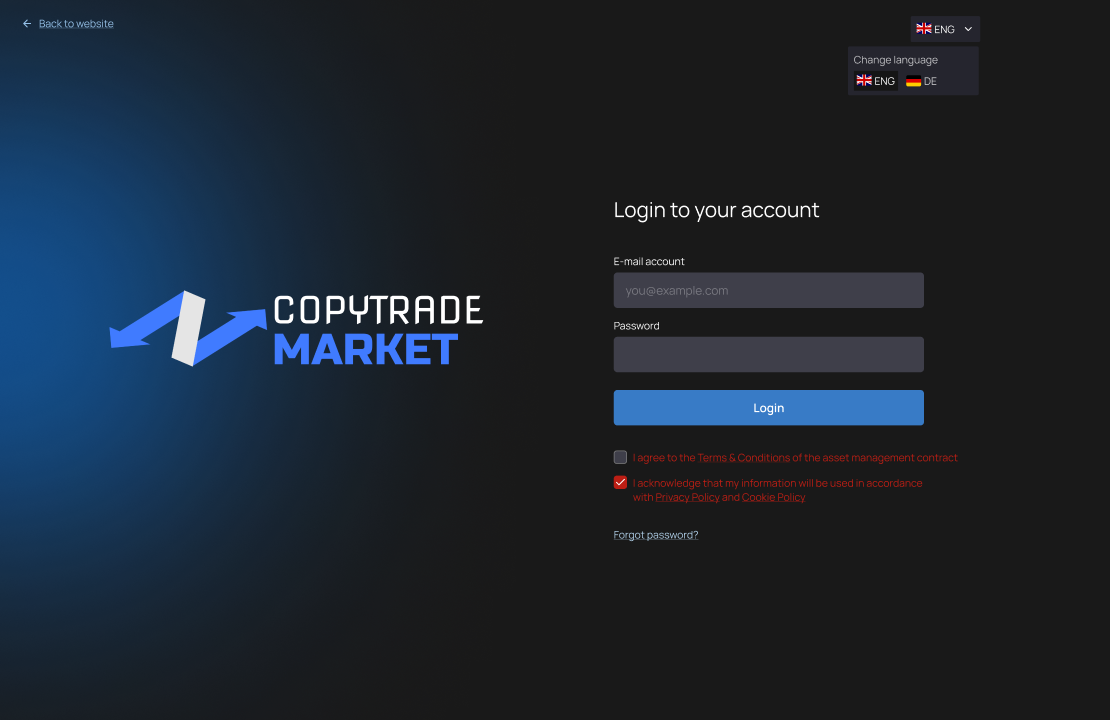 Back to website
ENG
Change language
ENG DE
Login to your account
E-mail account
you@example.com
Password
COPYTRADE
MARKET
Login
I agree to the Terms & Conditions of the asset management contract
I acknowledge that my information will be used in accordance
with Privacy Policy and Cookie Policy
Forgot password?